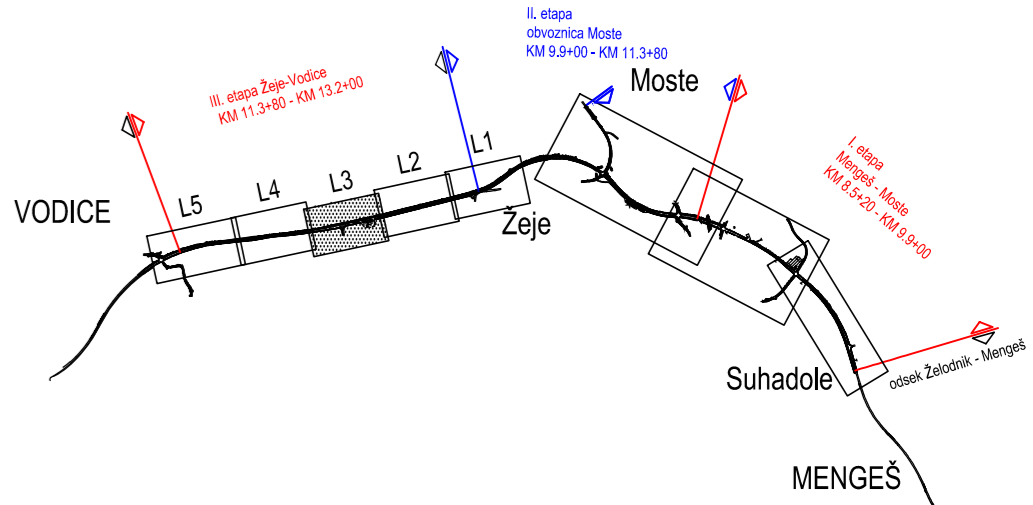 II. etapa
obvoznica Moste
KM 9.9+00 - KM 11.3+80
Moste
III. etapa Žeje-Vodice
KM 11.3+80 - KM 13.2+00
I. etapa
Mengeš - Moste
KM 8.5+20 - KM 9.9+00
L1
L2
L3
L4
L5
VODICE
Žeje
Suhadole
odsek Želodnik - Mengeš
MENGEŠ